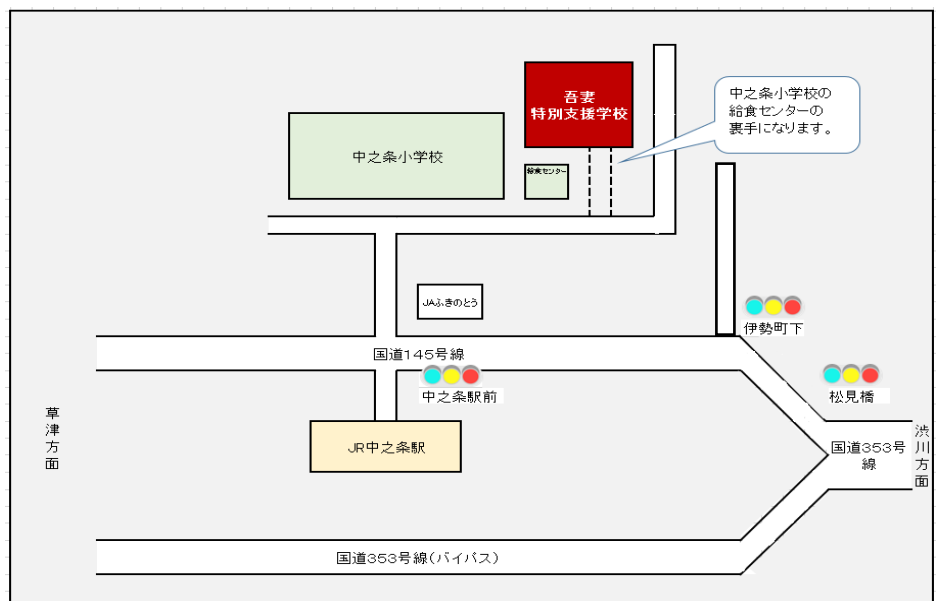 吾妻
特別支援学校
中之条小学校の
給食センターの
裏手になります。
中之条小学校
給食センター
JAふきのとう
伊勢町下
国道145号線
中之条駅前
松見橋
草津方面
JR中之条駅
国道353号
線
渋川方面
国道353号線(バイパス)